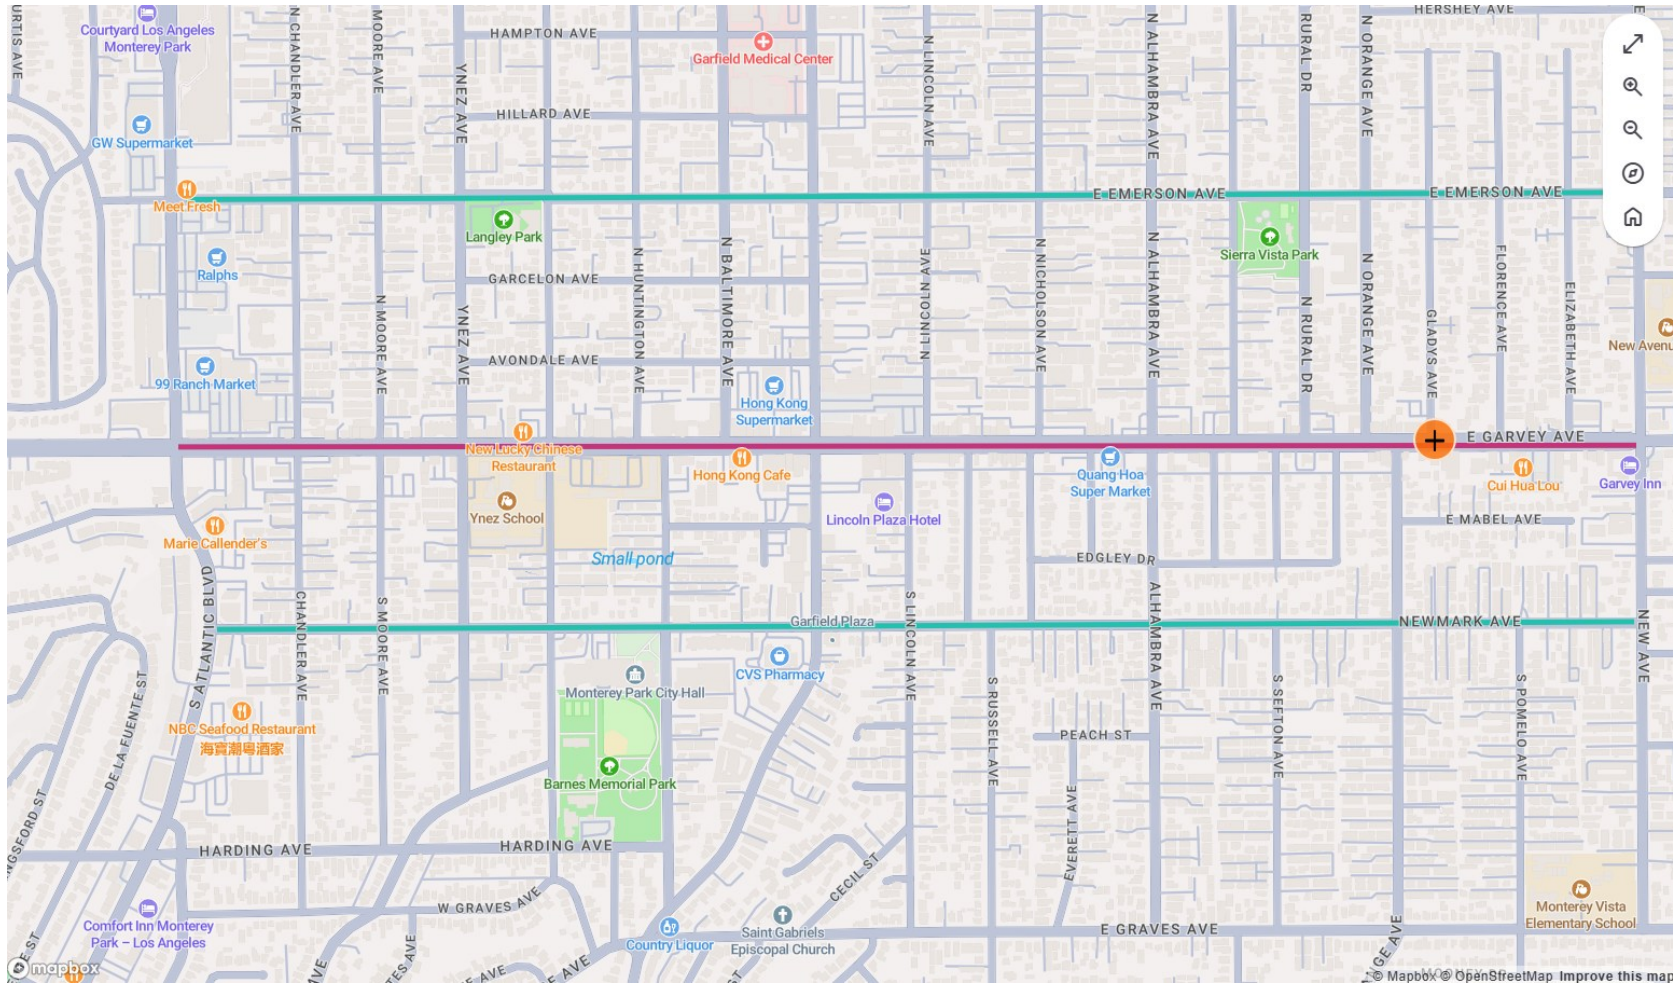 HERSHEY AVE
Courtyard Los Angeles
Monterey Park
N CHANDLER AVE
MOORE AVE
HAMPTON AVE
YNEZ AVE
Garfield Medical Center
N LINCOLN AVE
N ALHAMBRA AVE
RURAL DR
N ORANGE AVE
HILLARD AVE
GW Supermarket
E EMERSON AVE
E EMERSON AVE
Meet Fresh
Langley Park
Sierra Vista Park
Ralphs
GARCELON AVE
N HUNTINGTON AVE
N BALTIMORE AVE
N LINCOLN AVE
N NICHOLSON AVE
N ALHAMBRA AVE
N RURAL DR
N ORANGE AVE
GLADYS AVE
FLORENCE AVE
ELIZABETH AVE
N MOORE AVE
YNEZ AVE
AVONDALE AVE
99 Ranch Market
Hong Kong
Supermarket
E GARVEY AVE
New Lucky Chinese
Restaurant
Hong Kong Cafe
Quang Hoa
Super Market
Cui Hua Lou
Garvey Inn
Ynez School
Lincoln Plaza Hotel
E MABEL AVE
Marie Callender's
Small pond
EDGLEY DR
S ATLANTIC BLVD
CHANDLER AVE
S MOORE AVE
Garfield Plaza
S LINCOLN AVE
ALHAMBRA AVE
NEWMARK AVE
NEW AVE
CVS Pharmacy
Monterey Park City Hall
DE LA FUENTE ST
NBC Seafood Restaurant
海寶潮粵酒家
S RUSSELL AVE
PEACH ST
S SEFTON AVE
S POMELO AVE
Barnes Memorial Park
EVERETT AVE
HARDING AVE
HARDING AVE
CECIL ST
W GRAVES AVE
Comfort Inn Monterey
Park – Los Angeles
Country Liquor
Saint Gabriels
Episcopal Church
E GRAVES AVE
Monterey Vista
Elementary School
mapbox
© Mapbox © OpenStreetMap Improve this map